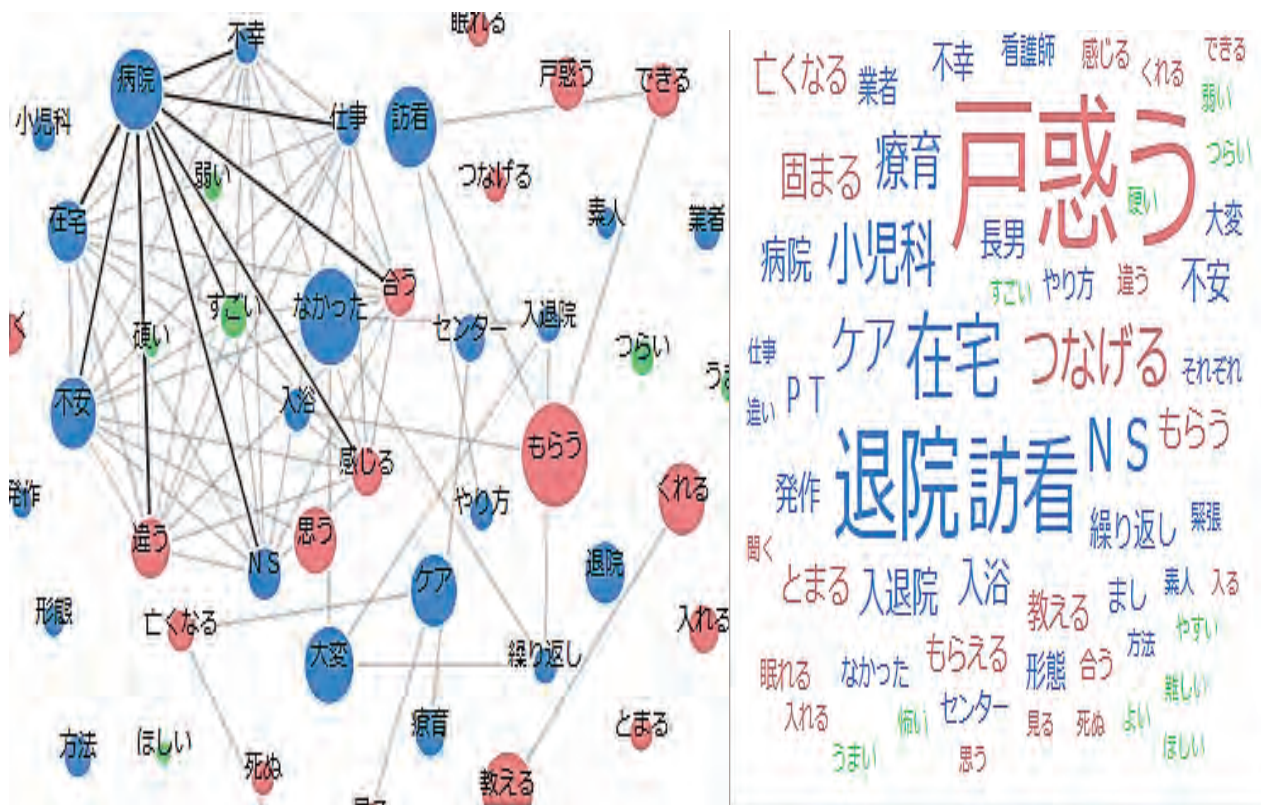 不幸
眠れる
病院
戸惑う
できる
小児科
仕事
訪看
弱い
つなげる
在宅
素人
業者
合う
すごい
なかった
センター
入退院
硬い
つらい
不安
入浴
もらう
感じる
くれる
発作
やり方
違う
思う
NS
ケア
退院
形態
亡くなる
入れる
大変
繰り返し
療育
とまる
方法
ほしい
死ぬ
教える
亡くなる
業者
不幸
看護師
感じる
くれる
できる
弱い
戸惑う
固まる
療育
つらい
硬い
大変
病院
小児科
長男
すごい
やり方
違う
不安
仕事
ケア
在宅
つなげる
それぞれ
違い
PT
退院
訪看
NS
もらう
発作
繰り返し
緊張
聞く
とまる
入退院
入浴
教える
まし
素人
入る
やすい
眠れる
なかった
もらえる
形態
合う
方法
難しい
入れる
怖い
センター
見る
死ぬ
よい
ほしい
うまい
思う